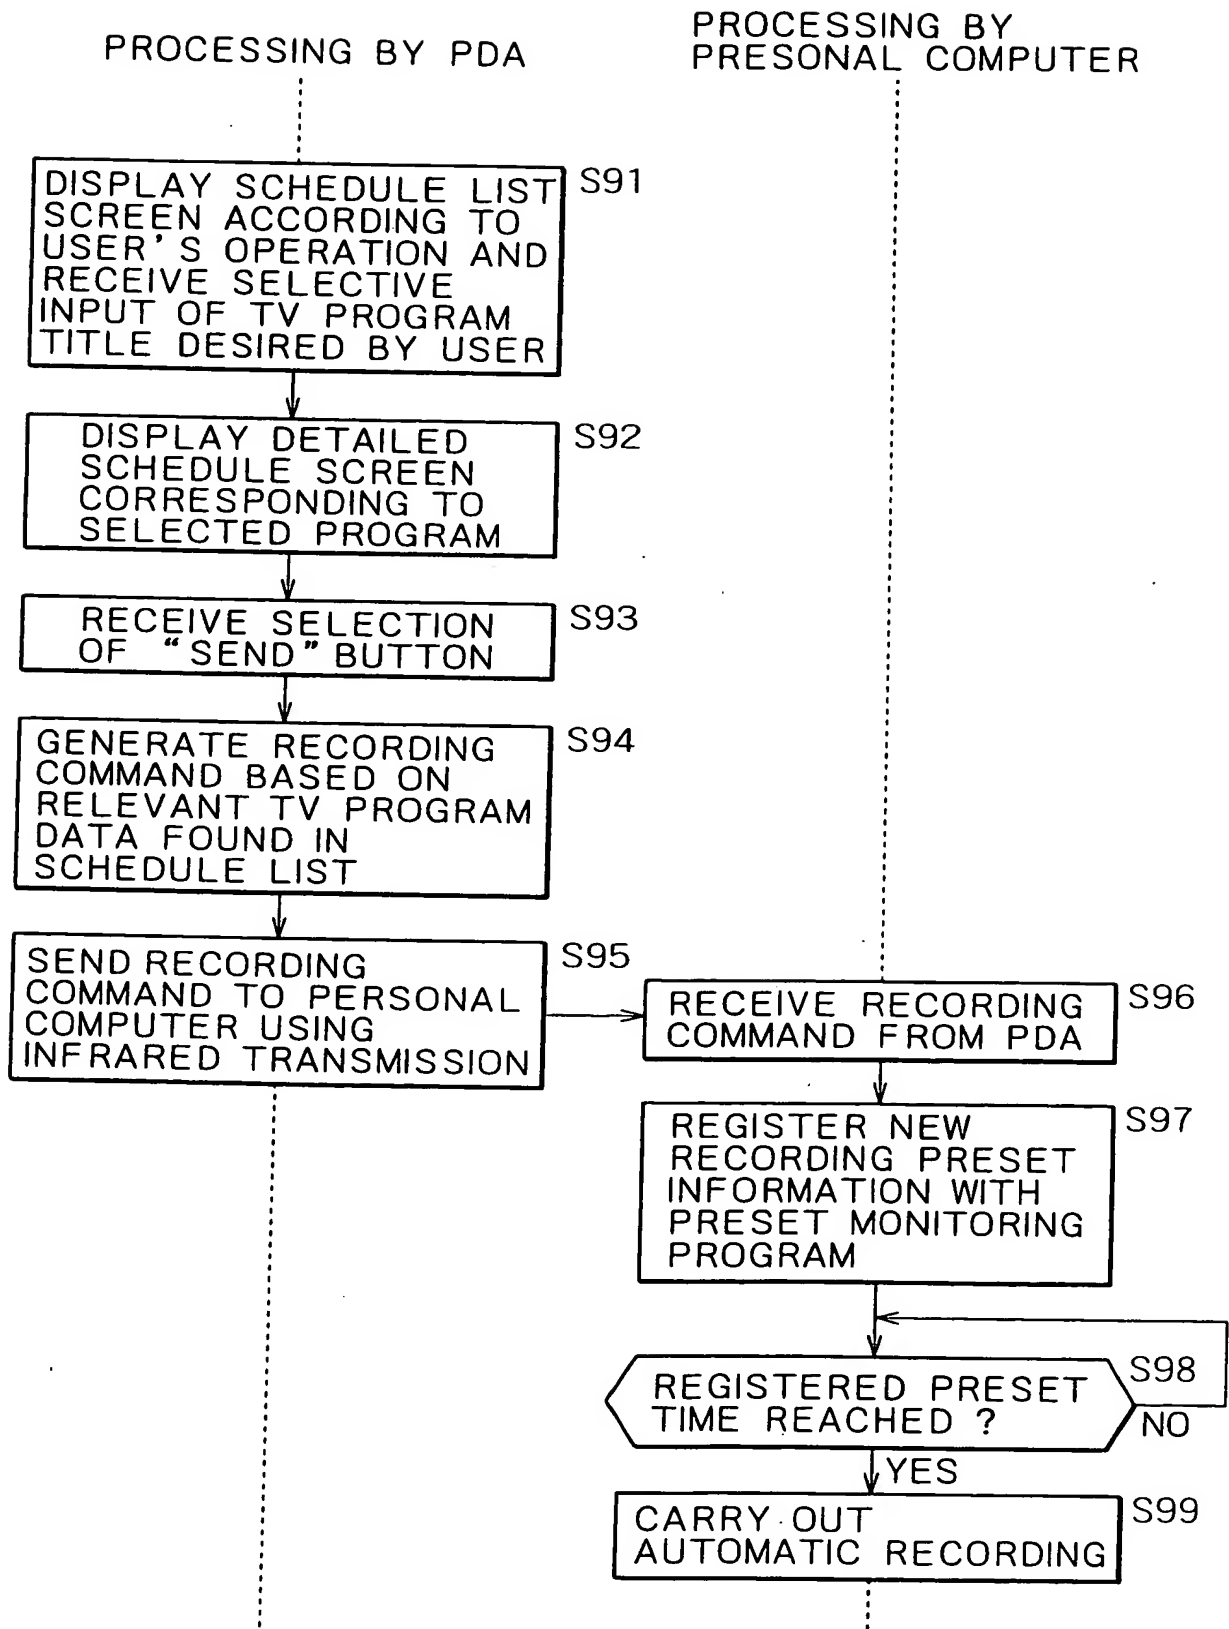 PROCESSING BY PDA
PROCESSING BY
PRESONAL COMPUTER
DISPLAY SCHEDULE LIST
SCREEN ACCORDING TO
USER'S OPERATION AND
RECEIVE SELECTIVE
INPUT OF TV PROGRAM
TITLE DESIRED BY USER
S91
DISPLAY DETAILED
SCHEDULE SCREEN
CORRESPONDING TO
SELECTED PROGRAM
S92
RECEIVE SELECTION
OF "SEND" BUTTON
S93
GENERATE RECORDING
COMMAND BASED ON
RELEVANT TV PROGRAM
DATA FOUND IN
SCHEDULE LIST
S94
SEND RECORDING
COMMAND TO PERSONAL
COMPUTER USING
INFRARED TRANSMISSION
S95
RECEIVE RECORDING
COMMAND FROM PDA
S96
REGISTER NEW
RECORDING PRESET
INFORMATION WITH
PRESET MONITORING
PROGRAM
S97
REGISTERED PRESET
TIME REACHED ?
S98
NO
YES
CARRY OUT
AUTOMATIC RECORDING
S99